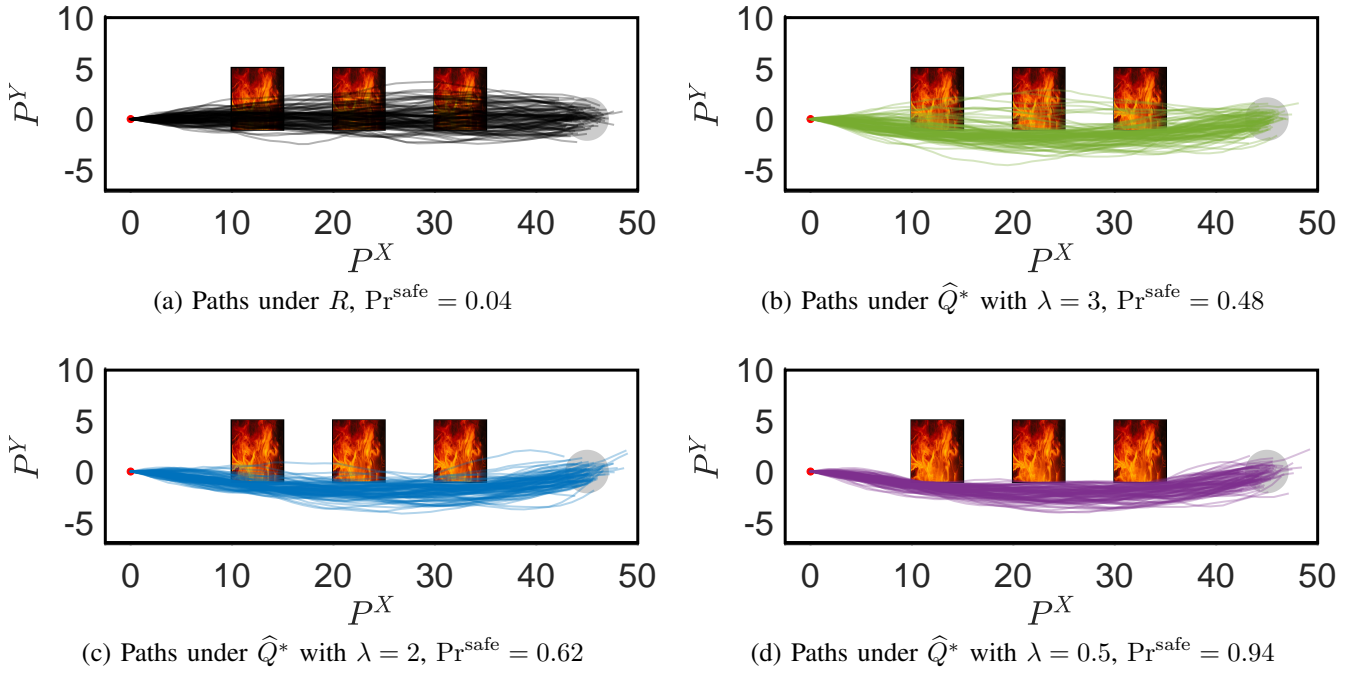 10
5
0
-5
P^Y
0 10 20 30 40 50
P^X
(a) Paths under R, Pr^safe = 0.04
10
5
0
-5
P^Y
0 10 20 30 40 50
P^X
(b) Paths under Q̂* with λ = 3, Pr^safe = 0.48
10
5
0
-5
P^Y
0 10 20 30 40 50
P^X
(c) Paths under Q̂* with λ = 2, Pr^safe = 0.62
10
5
0
-5
P^Y
0 10 20 30 40 50
P^X
(d) Paths under Q̂* with λ = 0.5, Pr^safe = 0.94